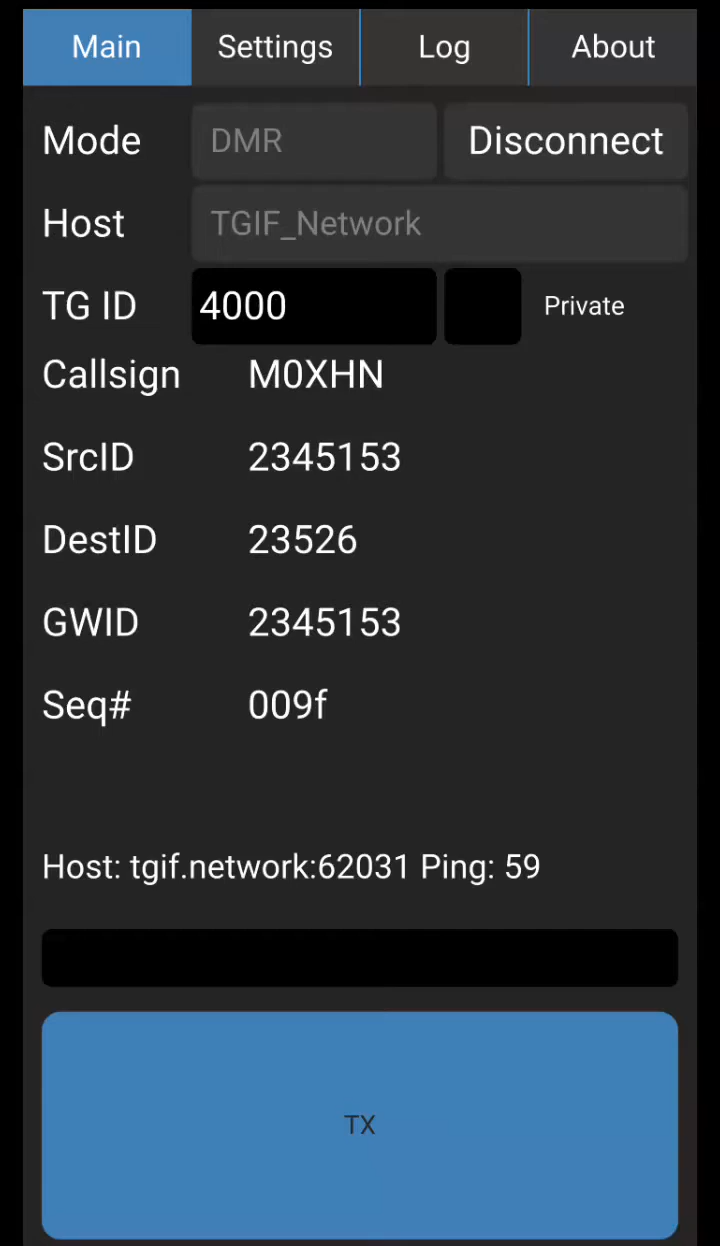 Main Settings Log About
Mode DMR Disconnect
Host TGIF_Network
TG ID 4000 Private
Callsign M0XHN
SrcID 2345153
DestID 23526
GWID 2345153
Seq# 009f
Host: tgif.network:62031 Ping: 59
TX